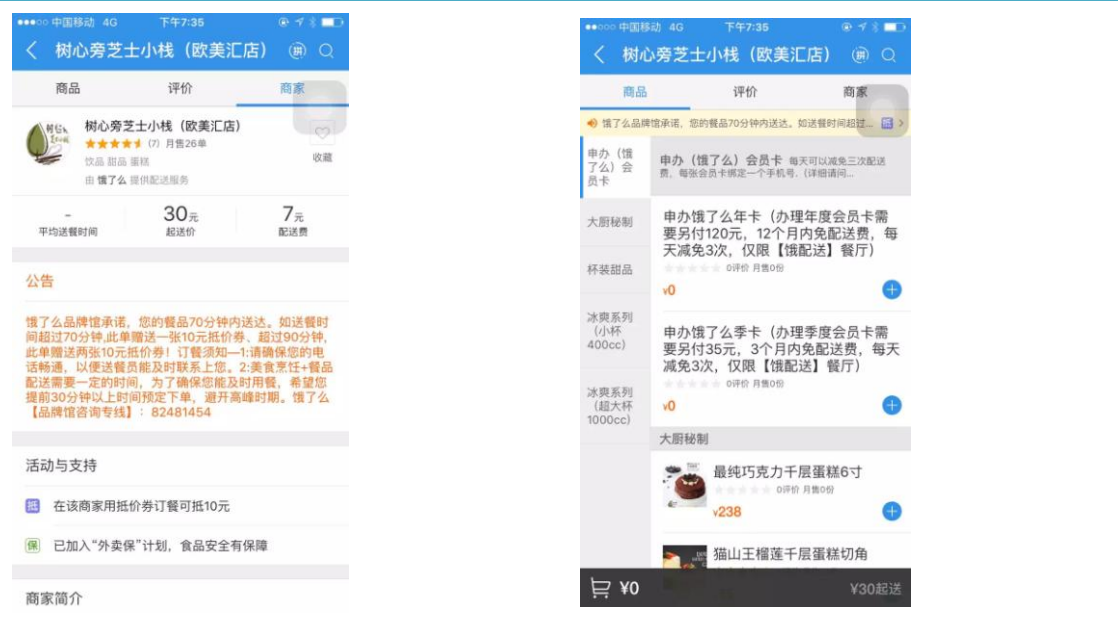 中国移动 4G 下午7:35
树心旁芝士小栈（欧美汇店） 拼
商品 评价 商家
树心旁芝士小栈（欧美汇店）
(7) 月售26单
饮品 甜品 蛋糕
收藏
由 饿了么 提供配送服务
- 30元 7元
平均送餐时间 起送价 配送费
公告
饿了么品牌馆承诺，您的餐品70分钟内送达。如送餐时
间超过70分钟,此单赠送一张10元抵价券、超过90分钟,
此单赠送两张10元抵价券！订餐须知—1:请确保您的电
话畅通，以便送餐员能及时联系上您。2:美食烹饪+餐品
配送需要一定的时间，为了确保您能及时用餐，希望您
提前30分钟以上时间预定下单，避开高峰时期。饿了么
【品牌馆咨询专线】：82481454
活动与支持
抵 在该商家用抵价券订餐可抵10元
保 已加入“外卖保”计划，食品安全有保障
商家简介
中国移动 4G 下午7:35
树心旁芝士小栈（欧美汇店） 拼
商品 评价 商家
饿了么品牌馆承诺，您的餐品70分钟内送达。如送餐时间超过... 抵
申办（饿
了么）会
员卡
大厨秘制
杯装甜品
冰爽系列
（小杯
400cc）
冰爽系列
（超大杯
1000cc）
申办（饿了么）会员卡 每天可以减免三次配送
费，每张会员卡绑定一个手机号.（详细请问...
申办饿了么年卡（办理年度会员卡需
要另付120元，12个月内免配送费，每
天减免3次，仅限【饿配送】餐厅）
0评价 月售0份
¥0
申办饿了么季卡（办理季度会员卡需
要另付35元，3个月内免配送费，每天
减免3次，仅限【饿配送】餐厅）
0评价 月售0份
¥0
大厨秘制
最纯巧克力千层蛋糕6寸
0评价 月售0份
¥238
猫山王榴莲千层蛋糕切角
¥0 ¥30起送